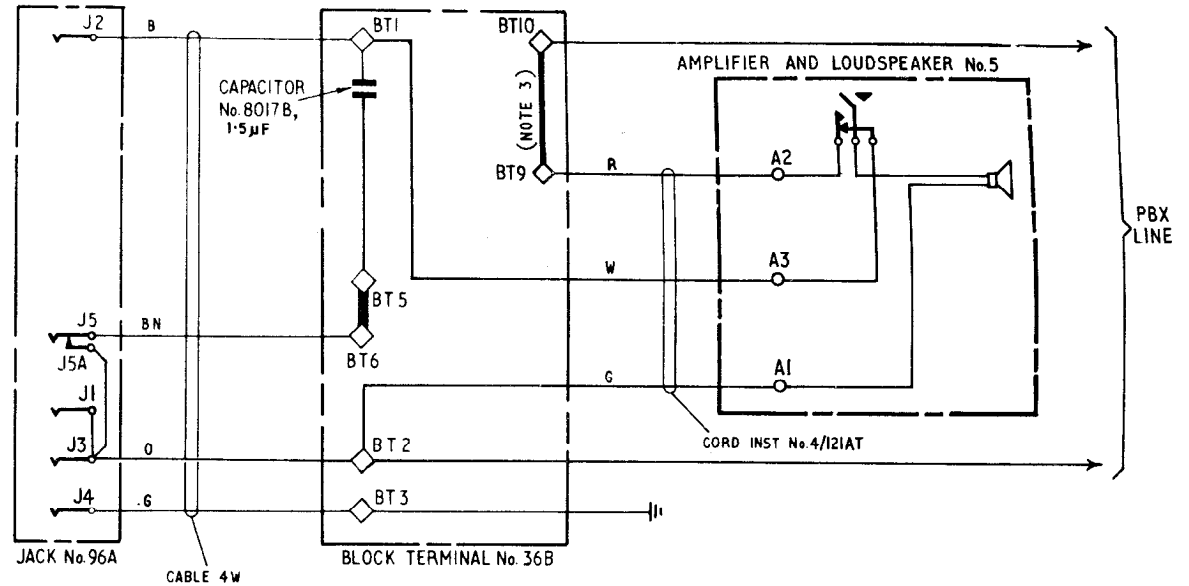 J2
B
BT1
BT10
AMPLIFIER AND LOUDSPEAKER No.5
CAPACITOR
No. 8017B,
1·5µF
(NOTE 3)
BT9
R
A2
PBX
LINE
W
A3
BT5
J5
BN
J5A
BT6
G
A1
J1
CORD INST No.4/121AT
J3
O
BT2
J4
.G
BT3
JACK No. 96A
BLOCK TERMINAL No. 36B
CABLE 4W